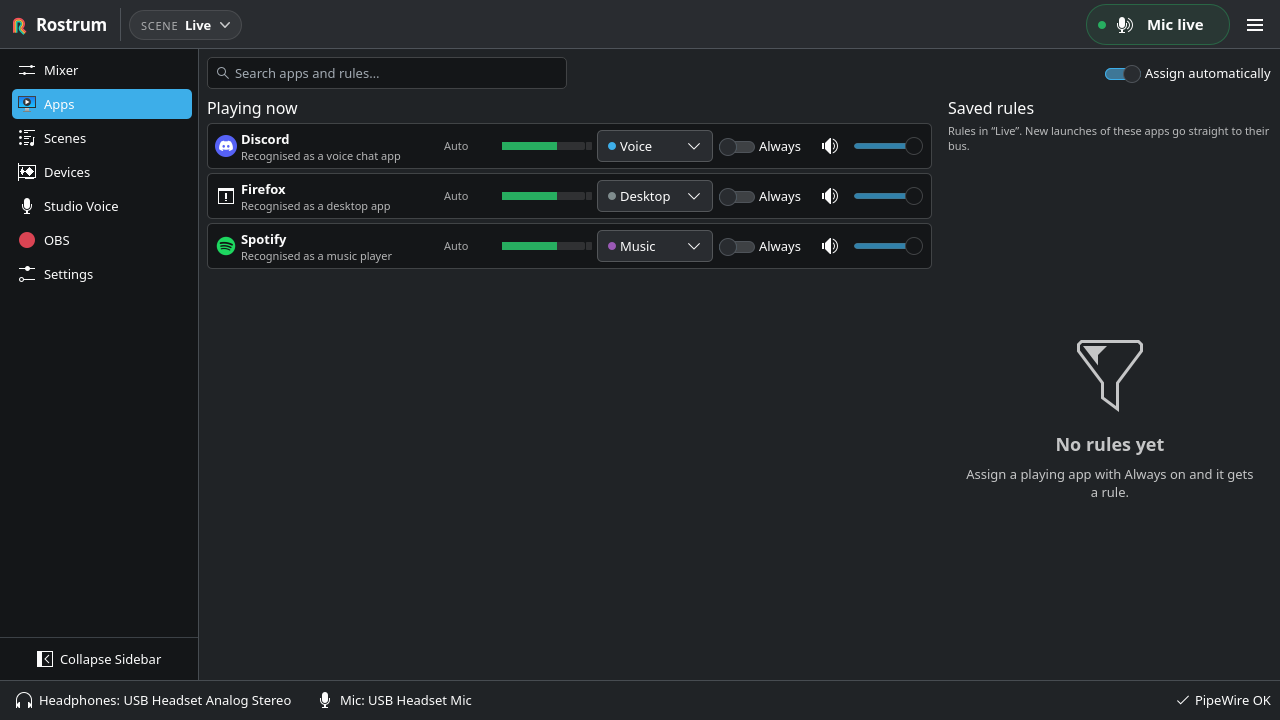 Rostrum
SCENE Live
Mic live
Mixer
Apps
Scenes
Devices
Studio Voice
OBS
Settings
Collapse Sidebar
Search apps and rules...
Assign automatically
Playing now
Discord
Recognised as a voice chat app
Auto
Voice
Always
Firefox
Recognised as a desktop app
Auto
Desktop
Always
Spotify
Recognised as a music player
Auto
Music
Always
Saved rules
Rules in “Live”. New launches of these apps go straight to their
bus.
No rules yet
Assign a playing app with Always on and it gets
a rule.
Headphones: USB Headset Analog Stereo
Mic: USB Headset Mic
PipeWire OK